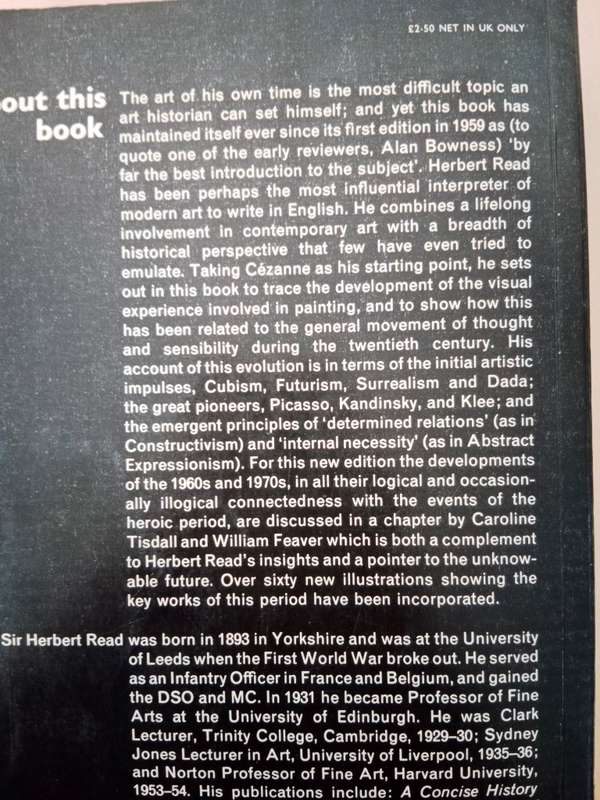 £2·50 NET IN UK ONLY
out this
book
The art of his own time is the most difficult topic an
art historian can set himself; and yet this book has
maintained itself ever since its first edition in 1959 as (to
quote one of the early reviewers, Alan Bowness) ‘by
far the best introduction to the subject’. Herbert Read
has been perhaps the most influential interpreter of
modern art to write in English. He combines a lifelong
involvement in contemporary art with a breadth of
historical perspective that few have even tried to
emulate. Taking Cézanne as his starting point, he sets
out in this book to trace the development of the visual
experience involved in painting, and to show how this
has been related to the general movement of thought
and sensibility during the twentieth century. His
account of this evolution is in terms of the initial artistic
impulses, Cubism, Futurism, Surrealism and Dada;
the great pioneers, Picasso, Kandinsky, and Klee; and
the emergent principles of ‘determined relations’ (as in
Constructivism) and ‘internal necessity’ (as in Abstract
Expressionism). For this new edition the developments
of the 1960s and 1970s, in all their logical and occasion-
ally illogical connectedness with the events of the
heroic period, are discussed in a chapter by Caroline
Tisdall and William Feaver which is both a complement
to Herbert Read’s insights and a pointer to the unknow-
able future. Over sixty new illustrations showing the
key works of this period have been incorporated.
Sir Herbert Read was born in 1893 in Yorkshire and was at the University
of Leeds when the First World War broke out. He served
as an Infantry Officer in France and Belgium, and gained
the DSO and MC. In 1931 he became Professor of Fine
Arts at the University of Edinburgh. He was Clark
Lecturer, Trinity College, Cambridge, 1929–30; Sydney
Jones Lecturer in Art, University of Liverpool, 1935–36;
and Norton Professor of Fine Art, Harvard University,
1953–54. His publications include: A Concise History